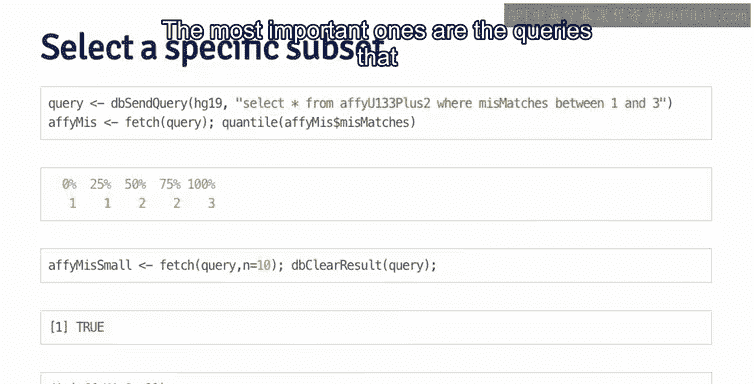 The most important ones are the queries
that
Select a specific subset
query <- dbSendQuery(hg19, "select * from affyU133Plus2 where misMatches between 1 and 3")
affyMis <- fetch(query); quantile(affyMis$misMatches)
0% 25% 50% 75% 100%
1 1 2 2 3
affyMisSmall <- fetch(query,n=10); dbClearResult(query);
[1] TRUE